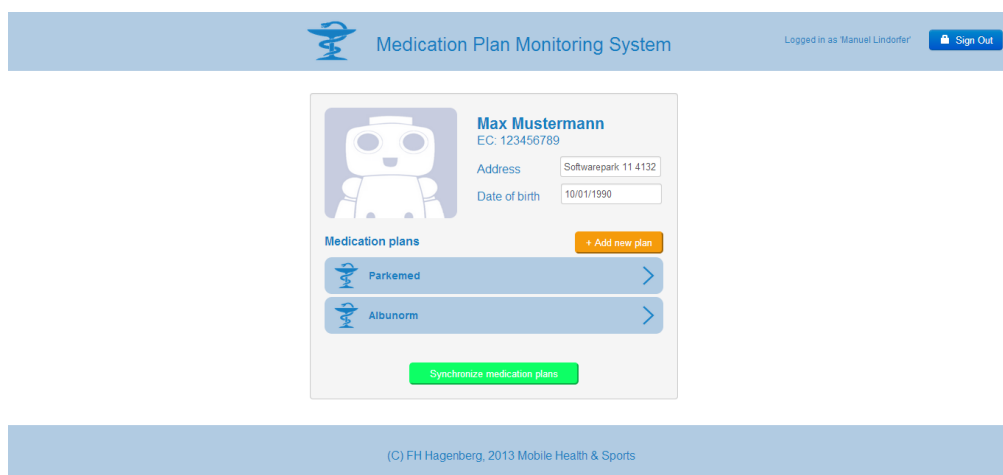 Medication Plan Monitoring System
Logged in as 'Manuel Lindorfer'
Sign Out
Max Mustermann
EC: 123456789
Address Softwarepark 11 4132
Date of birth 10/01/1990
Medication plans + Add new plan
Parkemed
Albunorm
Synchronize medication plans
(C) FH Hagenberg, 2013 Mobile Health & Sports